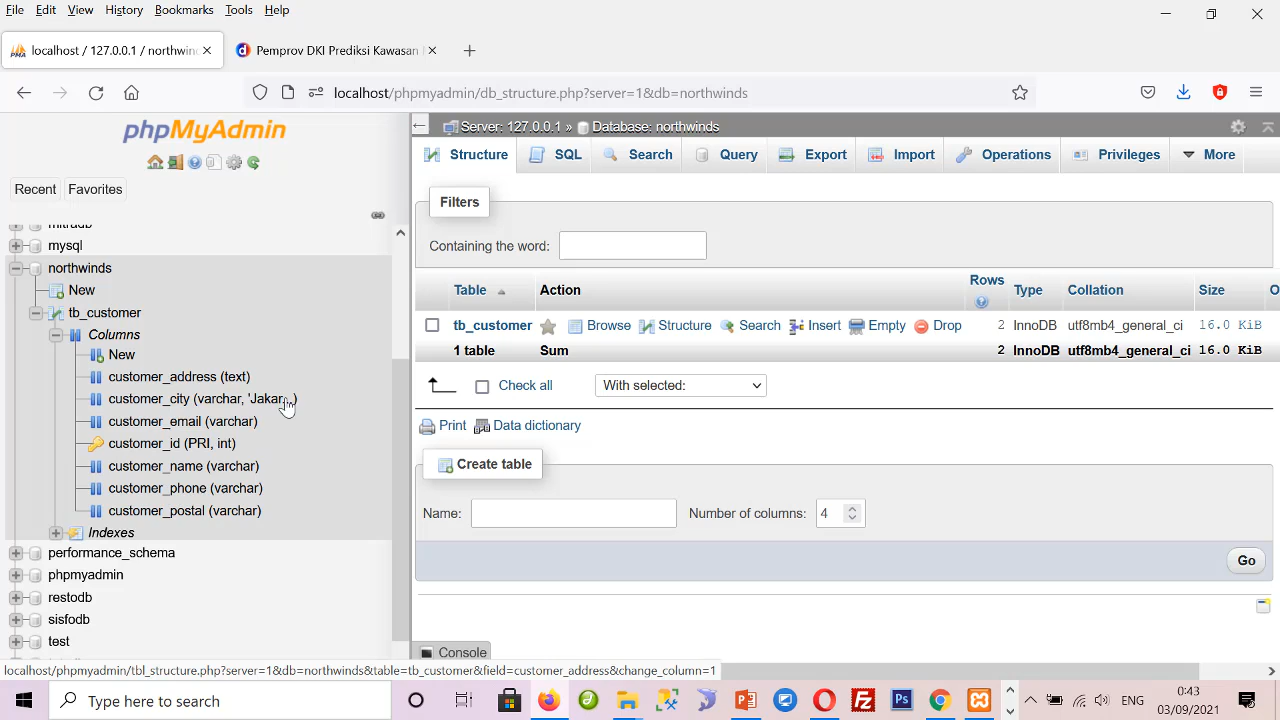 File Edit View History Bookmarks Tools Help
localhost / 127.0.0.1 / northwin
Pemprov DKI Prediksi Kawasan
localhost/phpmyadmin/db_structure.php?server=1&db=northwinds
phpMyAdmin
Server: 127.0.0.1 » Database: northwinds
Structure SQL Search Query Export Import Operations Privileges More
Recent Favorites
Filters
Containing the word:
mitradb
mysql
northwinds
New
tb_customer
Columns
New
customer_address (text)
customer_city (varchar, 'Jakar
customer_email (varchar)
customer_id (PRI, int)
customer_name (varchar)
customer_phone (varchar)
customer_postal (varchar)
Indexes
performance_schema
phpmyadmin
restodb
sisfodb
test
Table Action Rows Type Collation Size O
tb_customer Browse Structure Search Insert Empty Drop 2 InnoDB utf8mb4_general_ci 16.0 KiB
1 table Sum 2 InnoDB utf8mb4_general_ci 16.0 KiB
Check all With selected:
Print Data dictionary
Create table
Name: Number of columns: 4
Go
Console
localhost/phpmyadmin/tbl_structure.php?server=1&db=northwinds&table=tb_customer&field=customer_address&change_column=1
Type here to search
ENG
0:43
03/09/2021